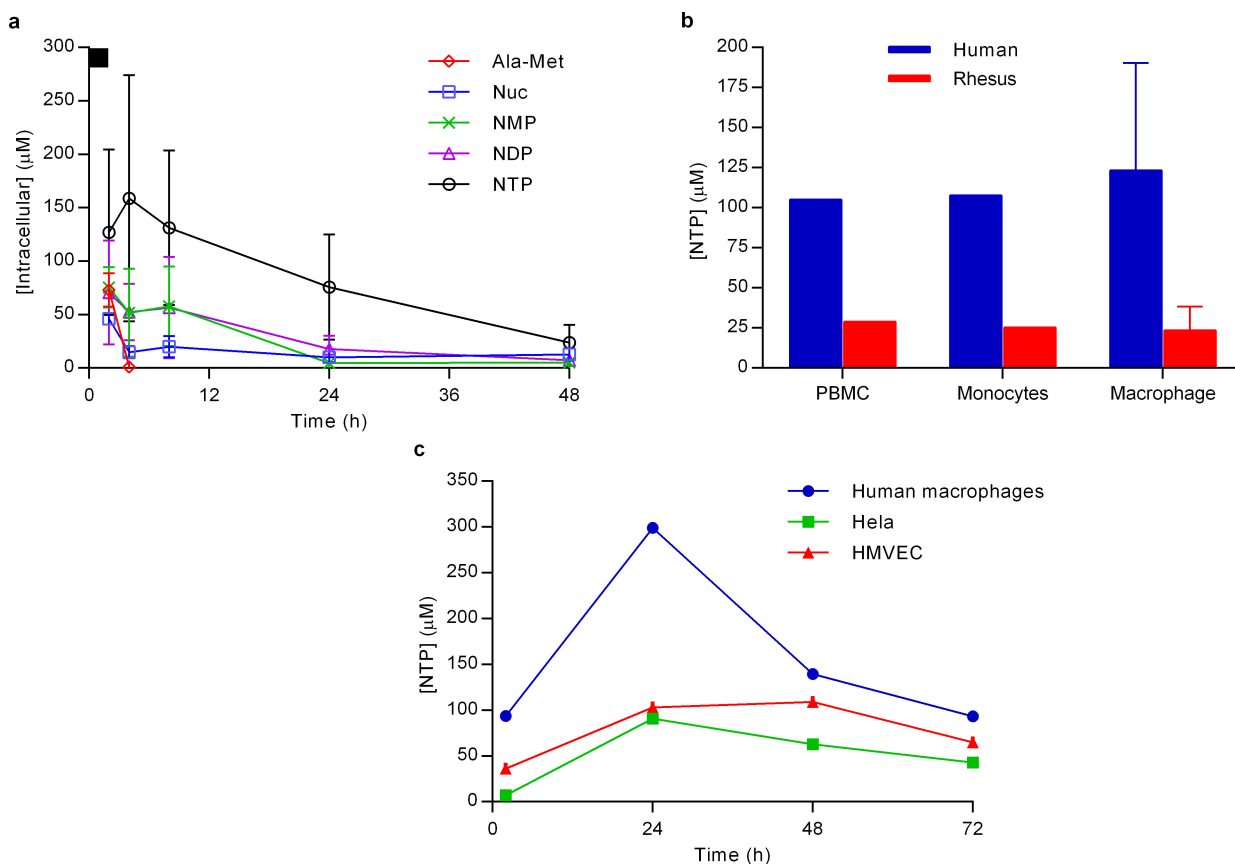 a
[Intracellular] (μM)
300
250
200
150
100
50
0
0 12 24 36 48
Time (h)
Ala-Met
Nuc
NMP
NDP
NTP
b
[NTP] (μM)
200
175
150
125
100
75
50
25
0
PBMC Monocytes Macrophage
Human
Rhesus
c
[NTP] (μM)
350
300
250
200
150
100
50
0
0 24 48 72
Time (h)
Human macrophages
Hela
HMVEC